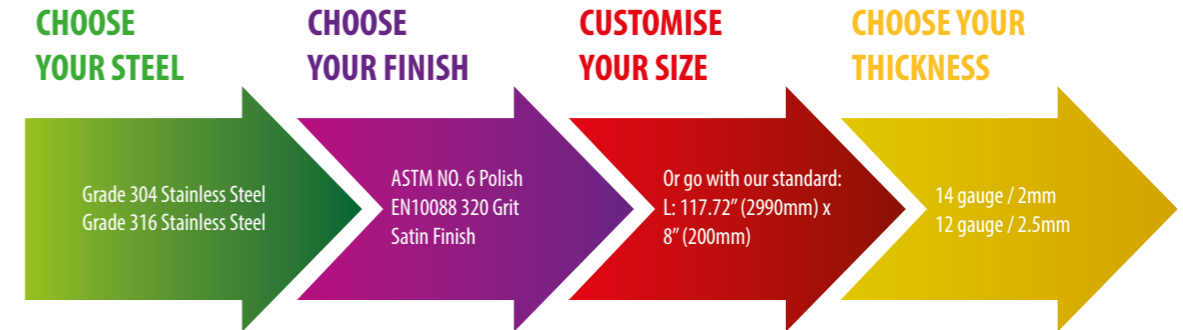 CHOOSE
YOUR STEEL
Grade 304 Stainless Steel
Grade 316 Stainless Steel
CHOOSE
YOUR FINISH
ASTM NO. 6 Polish
EN10088 320 Grit
Satin Finish
CUSTOMISE
YOUR SIZE
Or go with our standard:
L: 117.72” (2990mm) x
8” (200mm)
CHOOSE YOUR
THICKNESS
14 gauge / 2mm
12 gauge / 2.5mm